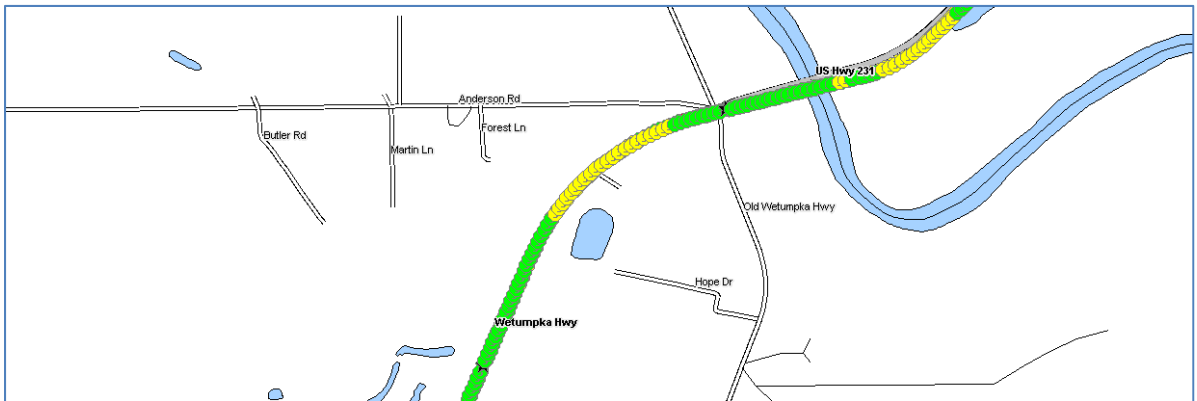 US Hwy 231
Anderson Rd
Forest Ln
Butler Rd
Martin Ln
Old Wetumpka Hwy
Hope Dr
Wetumpka Hwy